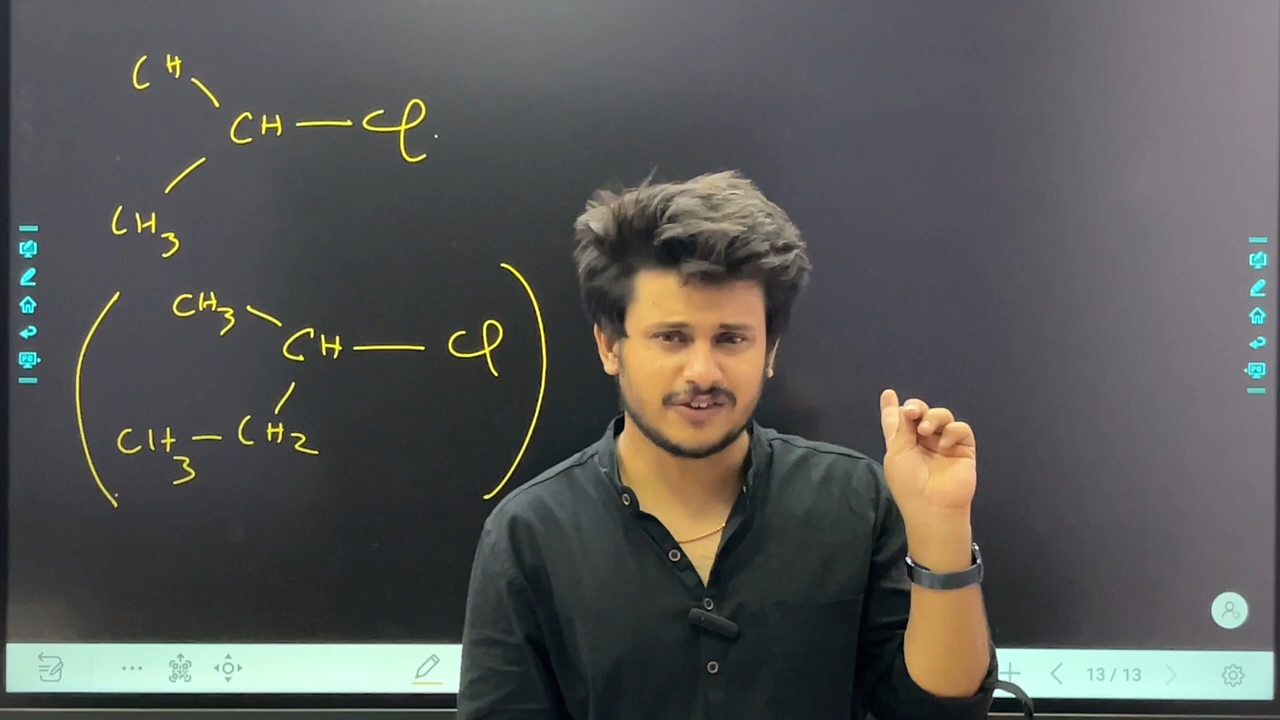 CH
CH — Cl
CH3
CH3
CH — Cl
CH3 — CH2
13/13